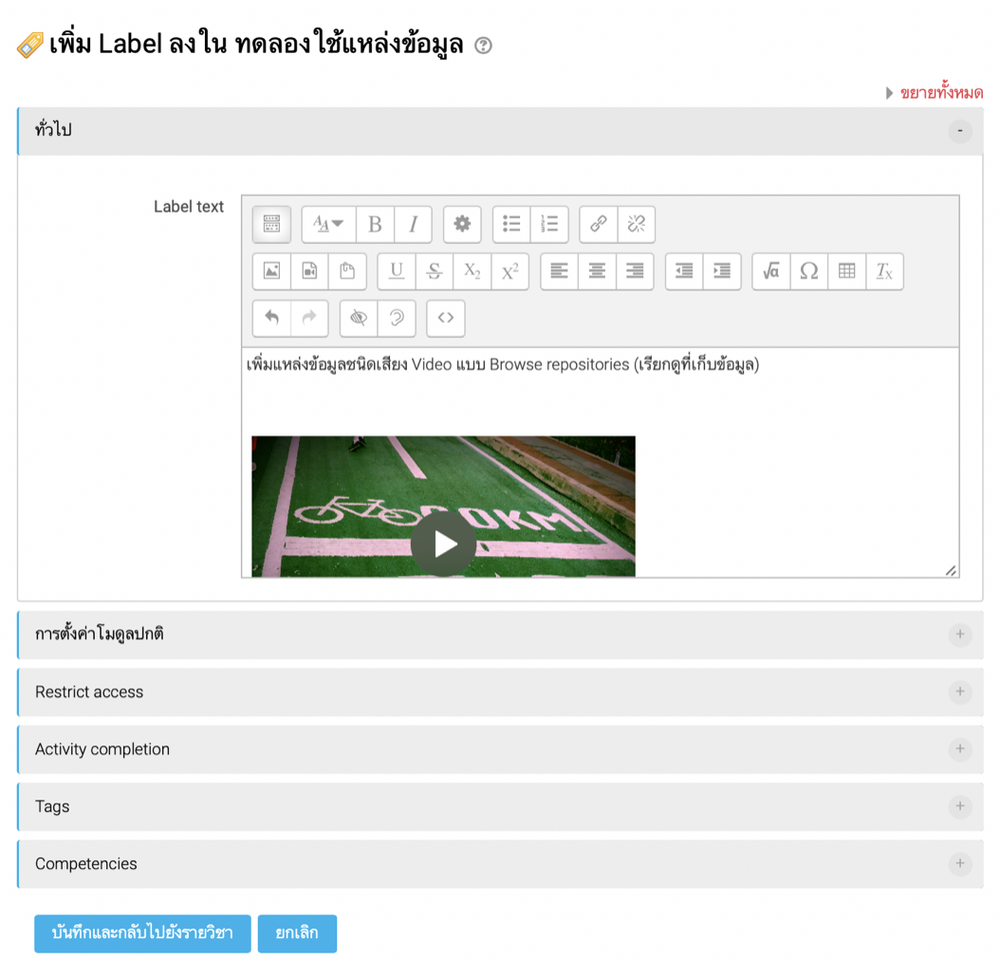 เพิ่ม Label ลงใน ทดลองใช้แหล่งข้อมูล
ขยายทั้งหมด
ทั่วไป
Label text
เพิ่มแหล่งข้อมูลชนิดเสียง Video แบบ Browse repositories (เรียกดูที่เก็บข้อมูล)
การตั้งค่าโมดูลปกติ
Restrict access
Activity completion
Tags
Competencies
บันทึกและกลับไปยังรายวิชา ยกเลิก